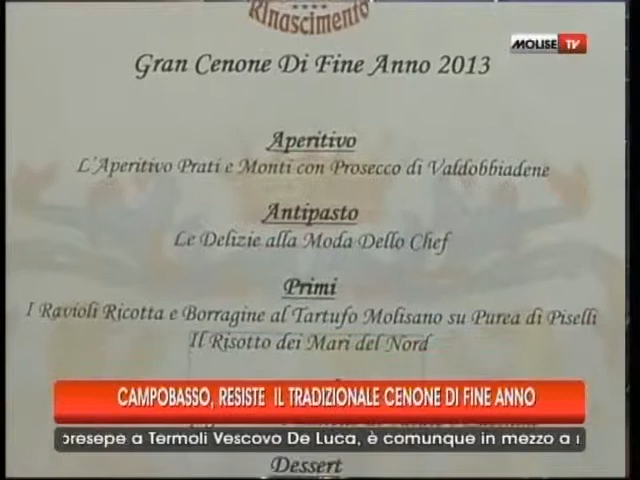 Rinascimento
MOLISE TV
Gran Cenone Di Fine Anno 2013
Aperitivo
L'Aperitivo Prati e Monti con Prosecco di Valdobbiadene
Antipasto
Le Delizie alla Moda Dello Chef
Primi
I Ravioli Ricotta e Borragine al Tartufo Molisano su Purea di Piselli
Il Risotto dei Mari del Nord
CAMPOBASSO, RESISTE IL TRADIZIONALE CENONE DI FINE ANNO
presepe a Termoli Vescovo De Luca, è comunque in mezzo a
Dessert